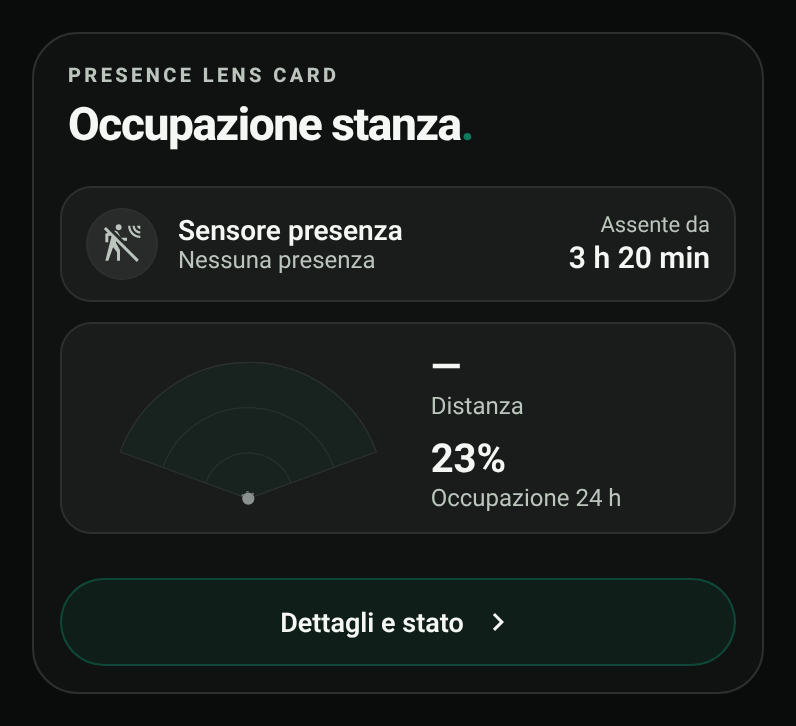 PRESENCE LENS CARD
Occupazione stanza.
Sensore presenza
Nessuna presenza
Assente da
3 h 20 min
—
Distanza
23%
Occupazione 24 h
Dettagli e stato